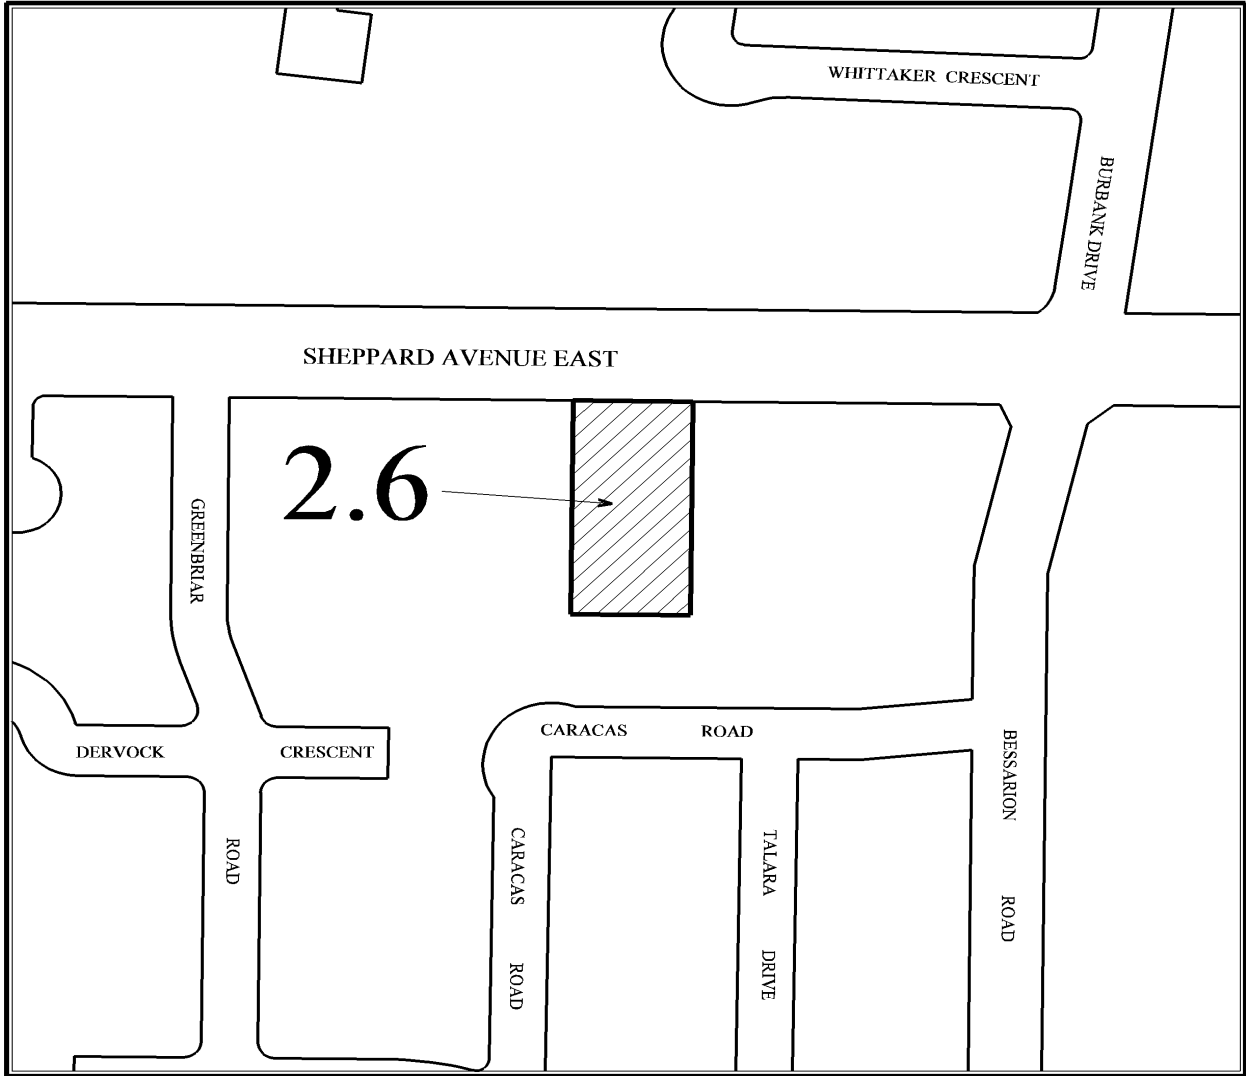 WHITTAKER CRESCENT
BURBANK DRIVE
SHEPPARD AVENUE EAST
2.6
GREENBRIAR
ROAD
DERVOCK CRESCENT
CARACAS ROAD
CARACAS ROAD
TALARA DRIVE
BESSARION ROAD